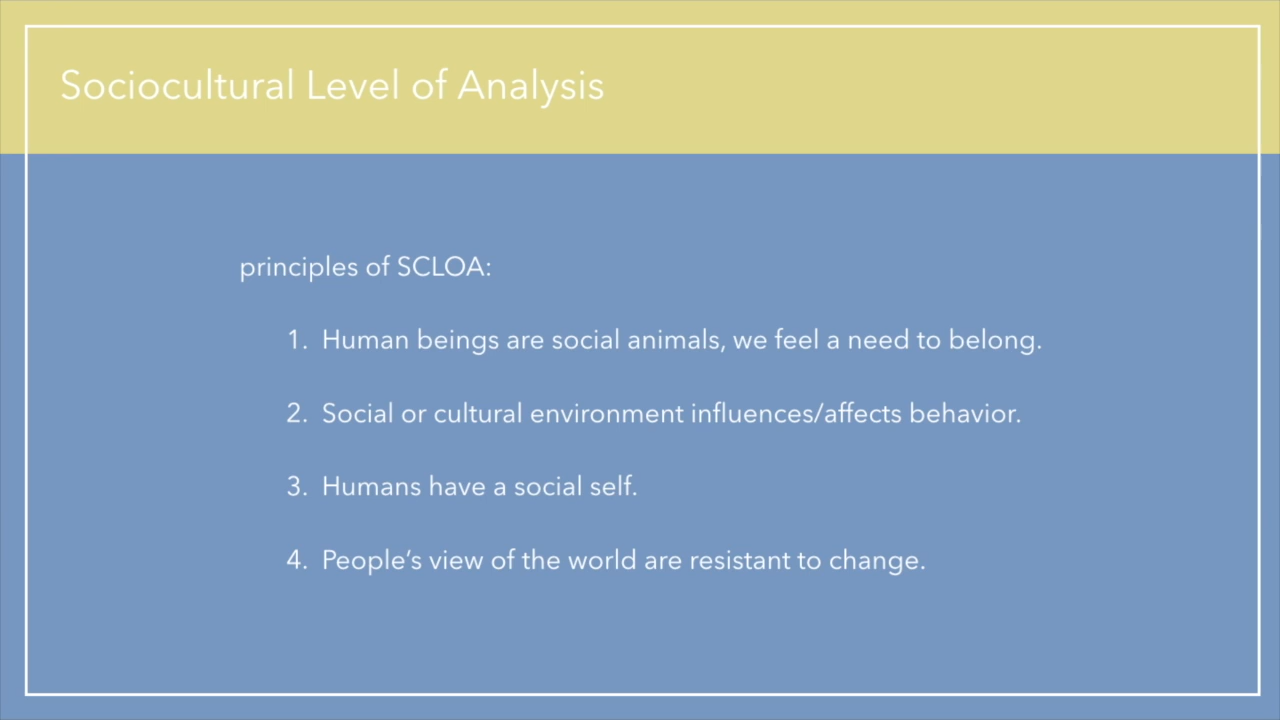 Sociocultural Level of Analysis
principles of SCLOA:
1. Human beings are social animals, we feel a need to belong.
2. Social or cultural environment influences/affects behavior.
3. Humans have a social self.
4. People’s view of the world are resistant to change.